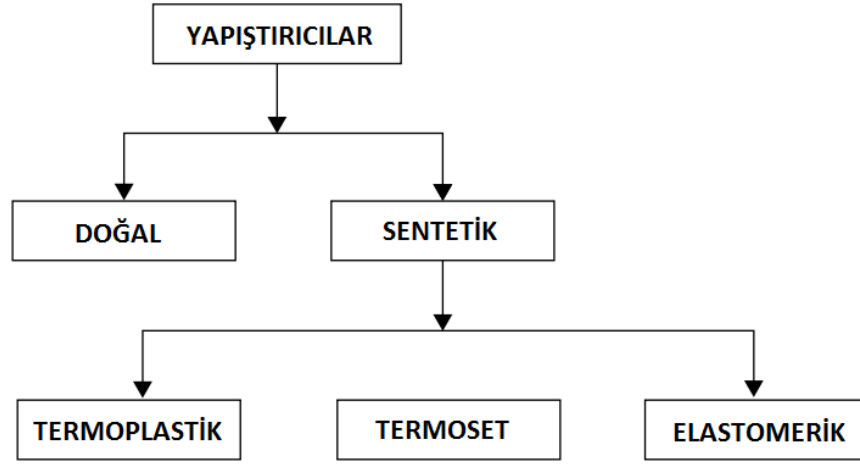 YAPIŞTIRICILAR
DOĞAL
SENTETİK
TERMOPLASTİK
TERMOSET
ELASTOMERİK